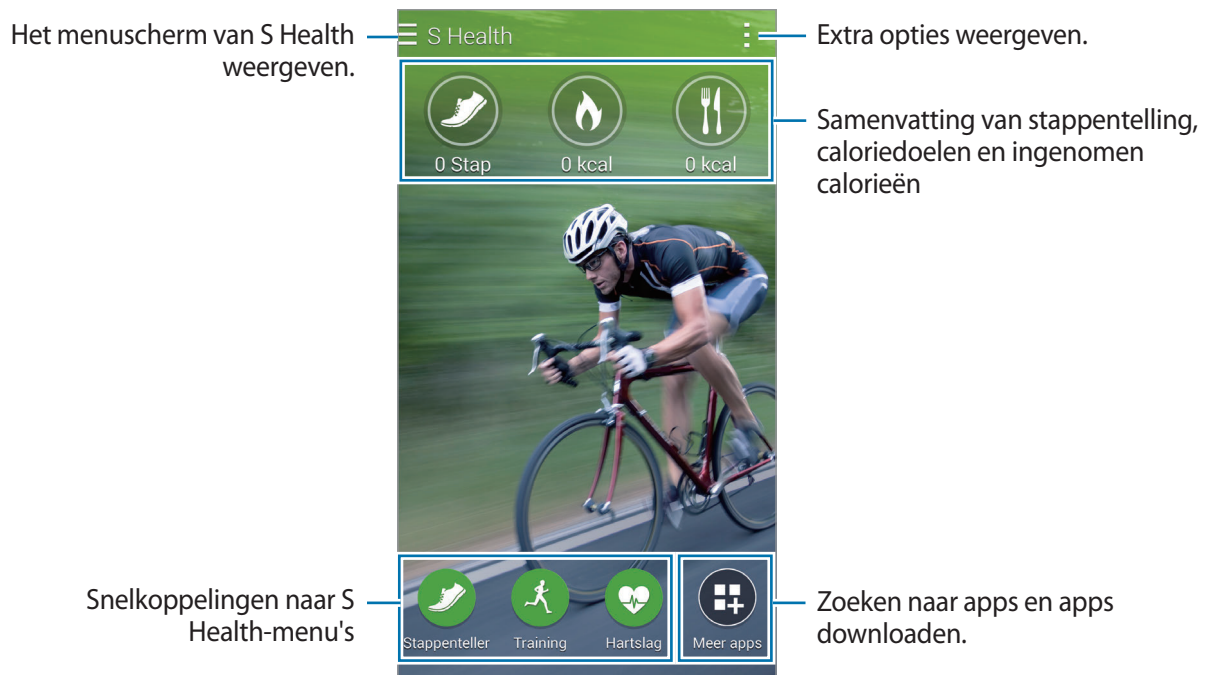 Het menuscherm van S Health
weergeven.
S Health
Extra opties weergeven.
0 Stap
0 kcal
0 kcal
Samenvatting van stappentelling,
caloriedoelen en ingenomen
calorieën
Snelkoppelingen naar S
Health-menu's
Stappenteller
Training
Hartslag
Meer apps
Zoeken naar apps en apps
downloaden.